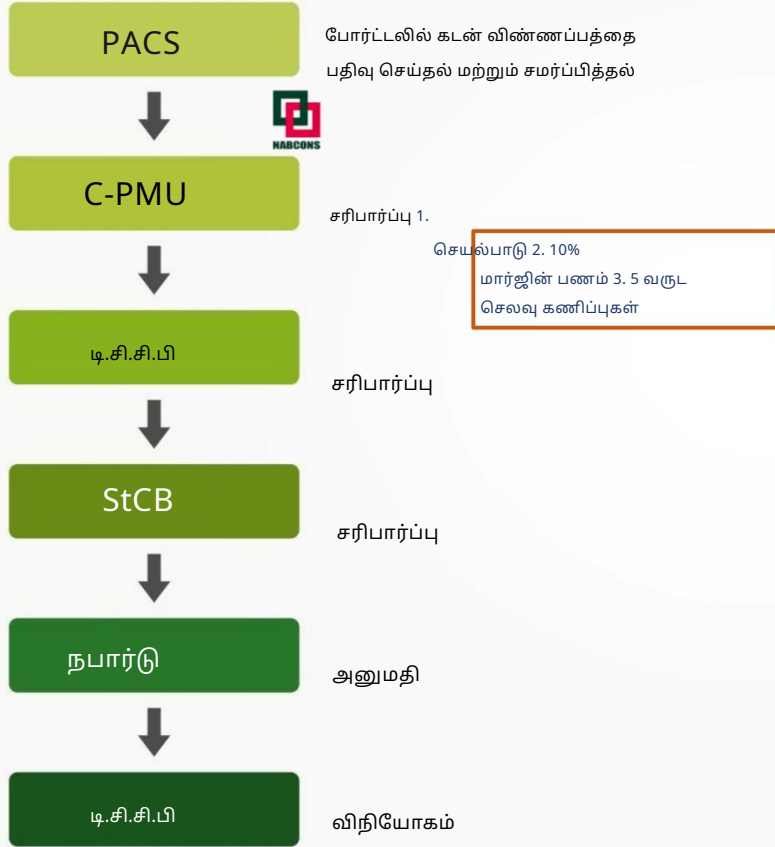 PACS
போர்ட்டலில் கடன் விண்ணப்பத்தை
பதிவு செய்தல் மற்றும் சமர்ப்பித்தல்
NABCONS
C-PMU
சரிபார்ப்பு 1.
செயல்பாடு 2. 10%
மார்ஜின் பணம் 3. 5 வருட
செலவு கணிப்புகள்
டி.சி.சி.பி
சரிபார்ப்பு
StCB
சரிபார்ப்பு
நபார்டு
அனுமதி
டி.சி.சி.பி
விநியோகம்